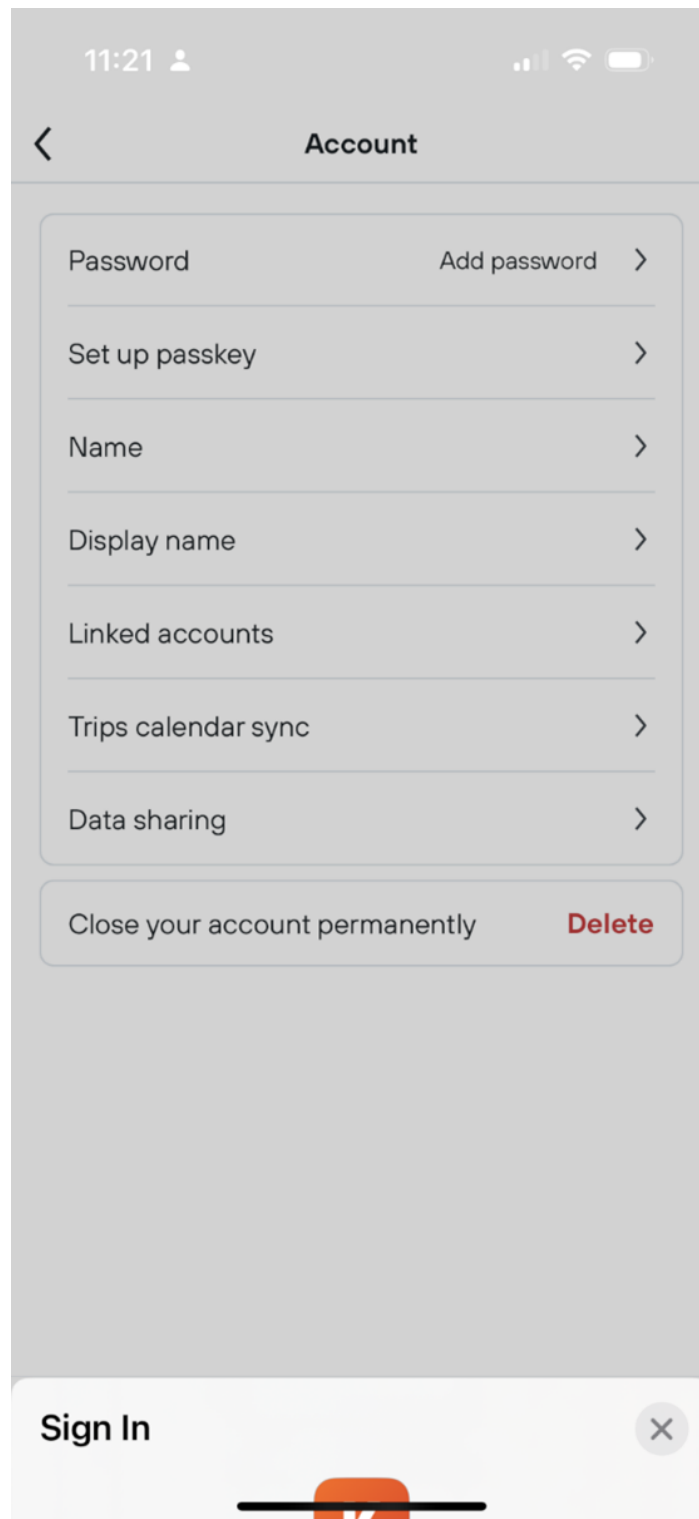 11:21
Account
Password Add password
Set up passkey
Name
Display name
Linked accounts
Trips calendar sync
Data sharing
Close your account permanently Delete
Sign In